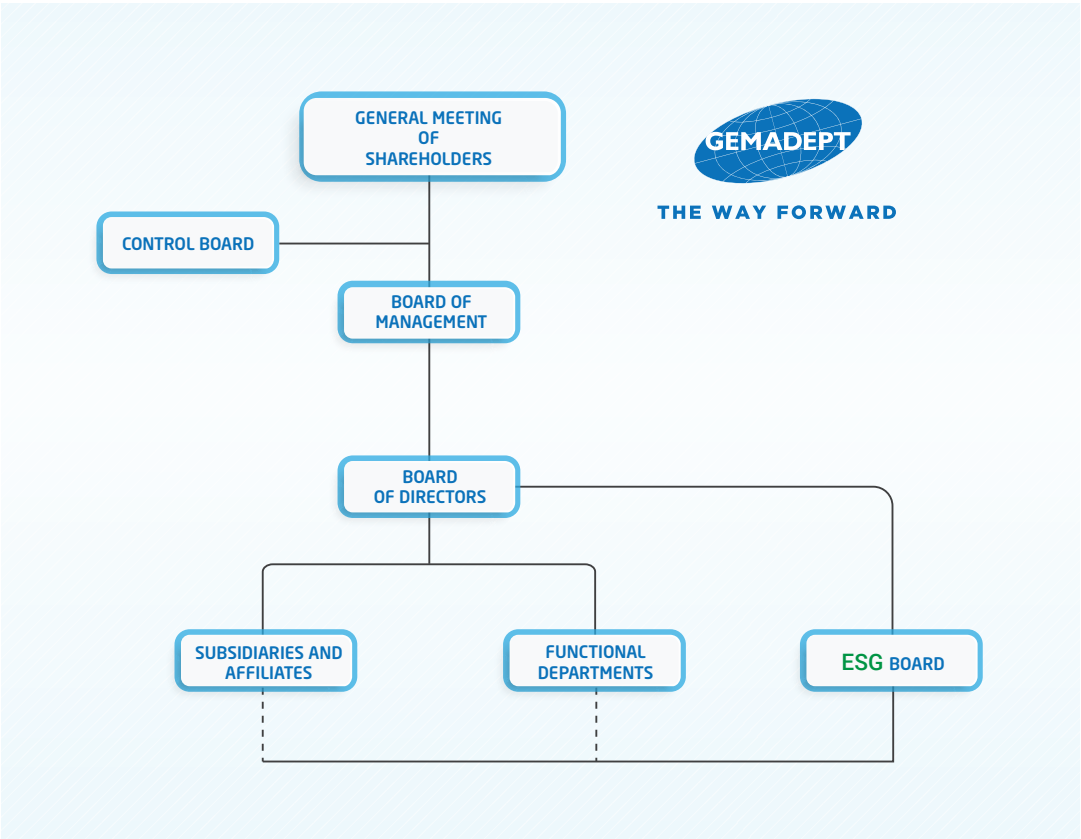 GENERAL MEETING
OF
SHAREHOLDERS
GEMADEPT
THE WAY FORWARD
CONTROL BOARD
BOARD OF
MANAGEMENT
BOARD
OF DIRECTORS
SUBSIDIARIES AND
AFFILIATES
FUNCTIONAL
DEPARTMENTS
ESG BOARD